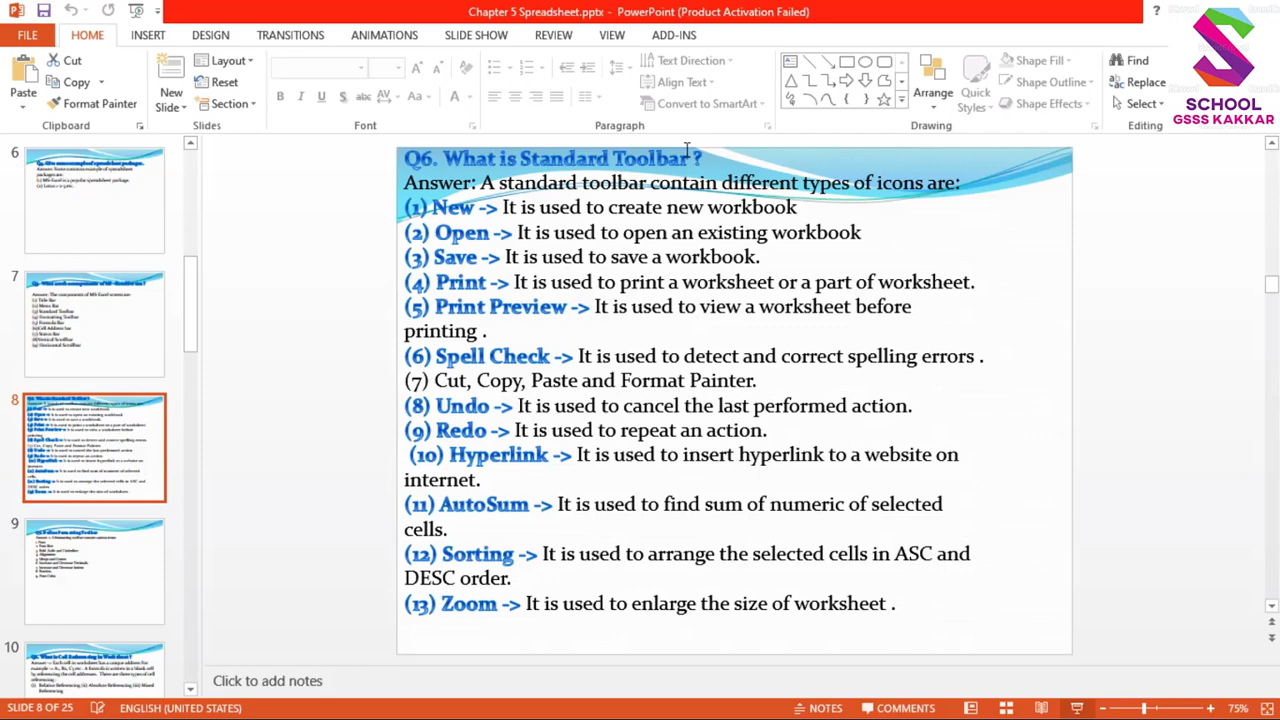 Chapter 5 Spreadsheet.pptx - PowerPoint (Product Activation Failed)
?
FILE HOME INSERT DESIGN TRANSITIONS ANIMATIONS SLIDE SHOW REVIEW VIEW ADD-INS
Paste
Cut
Copy
Format Painter
Clipboard
New
Slide
Layout
Reset
Section
Slides
B I U S abc AV Aa A
Font
Text Direction
Align Text
Convert to SmartArt
Paragraph
Arrange
Quick
Styles
Shape Fill
Shape Outline
Shape Effects
Drawing
Find
Replace
Select
Editing
SCHOOL
GSSS KAKKAR
6
7
8
9
10
Q6. What is Standard Toolbar ?
Answer: A standard toolbar contain different types of icons are:
(1) New -> It is used to create new workbook
(2) Open -> It is used to open an existing workbook
(3) Save -> It is used to save a workbook.
(4) Print -> It is used to print a worksheet or a part of worksheet.
(5) Print Preview -> It is used to view a worksheet before
printing .
(6) Spell Check -> It is used to detect and correct spelling errors .
(7) Cut, Copy, Paste and Format Painter.
(8) Undo -> It is used to cancel the last performed action
(9) Redo -> It is used to repeat an action
(10) Hyperlink -> It is used to insert hyperlink to a website on
internet.
(11) AutoSum -> It is used to find sum of numeric of selected
cells.
(12) Sorting -> It is used to arrange the selected cells in ASC and
DESC order.
(13) Zoom -> It is used to enlarge the size of worksheet .
Click to add notes
SLIDE 8 OF 25 ENGLISH (UNITED STATES) NOTES COMMENTS 75%